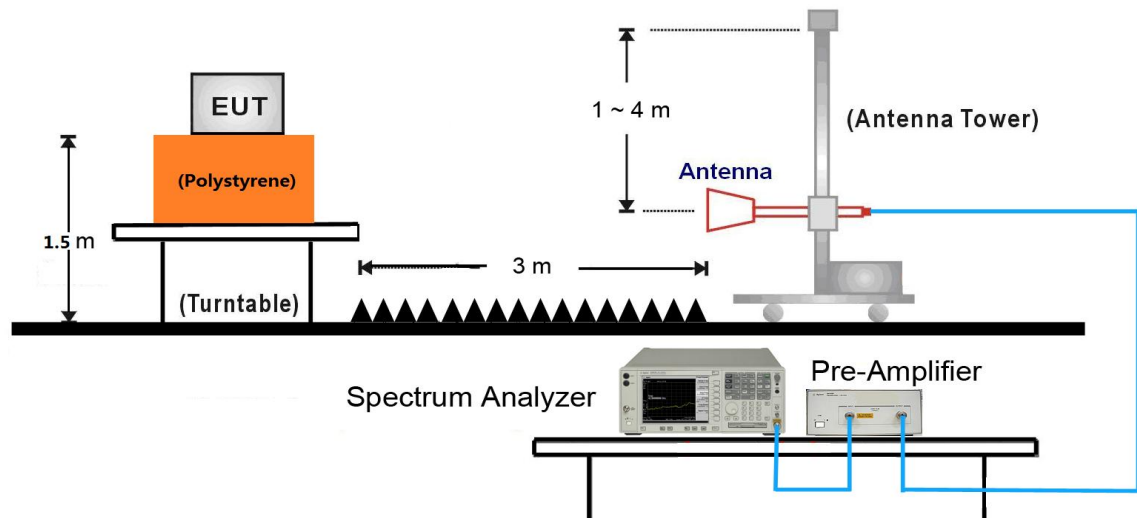 EUT
(Polystyrene)
1.5 m
(Turntable)
3 m
1 ~ 4 m
Antenna
(Antenna Tower)
Spectrum Analyzer
Pre-Amplifier